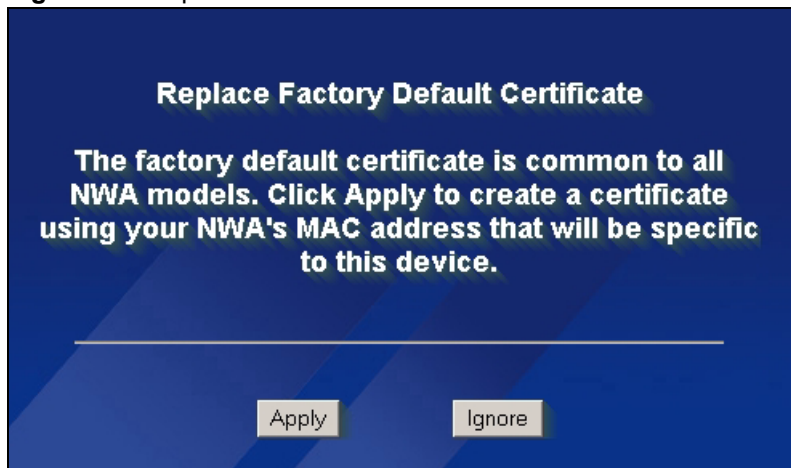 Replace Factory Default Certificate
The factory default certificate is common to all
NWA models. Click Apply to create a certificate
using your NWA's MAC address that will be specific
to this device.
Apply Ignore